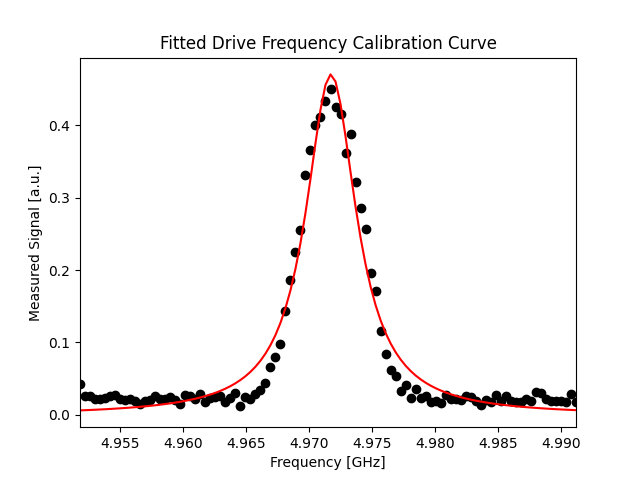 Fitted Drive Frequency Calibration Curve
Measured Signal [a.u.]
0.4
0.3
0.2
0.1
0.0
4.955 4.960 4.965 4.970 4.975 4.980 4.985 4.990
Frequency [GHz]